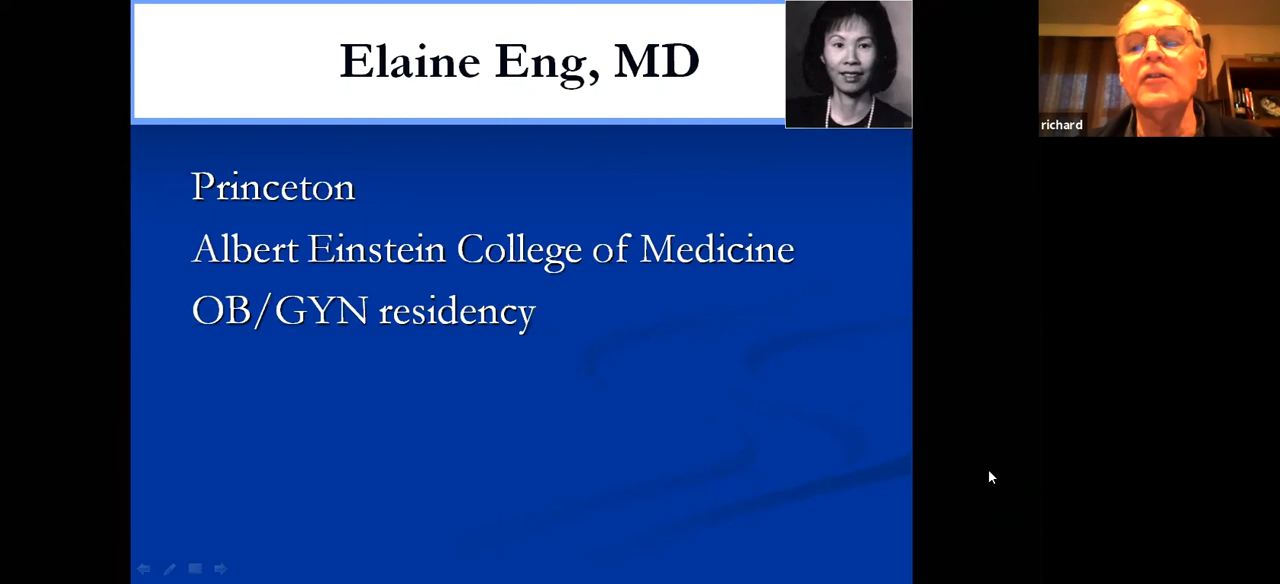 Elaine Eng, MD
richard
Princeton
Albert Einstein College of Medicine
OB/GYN residency